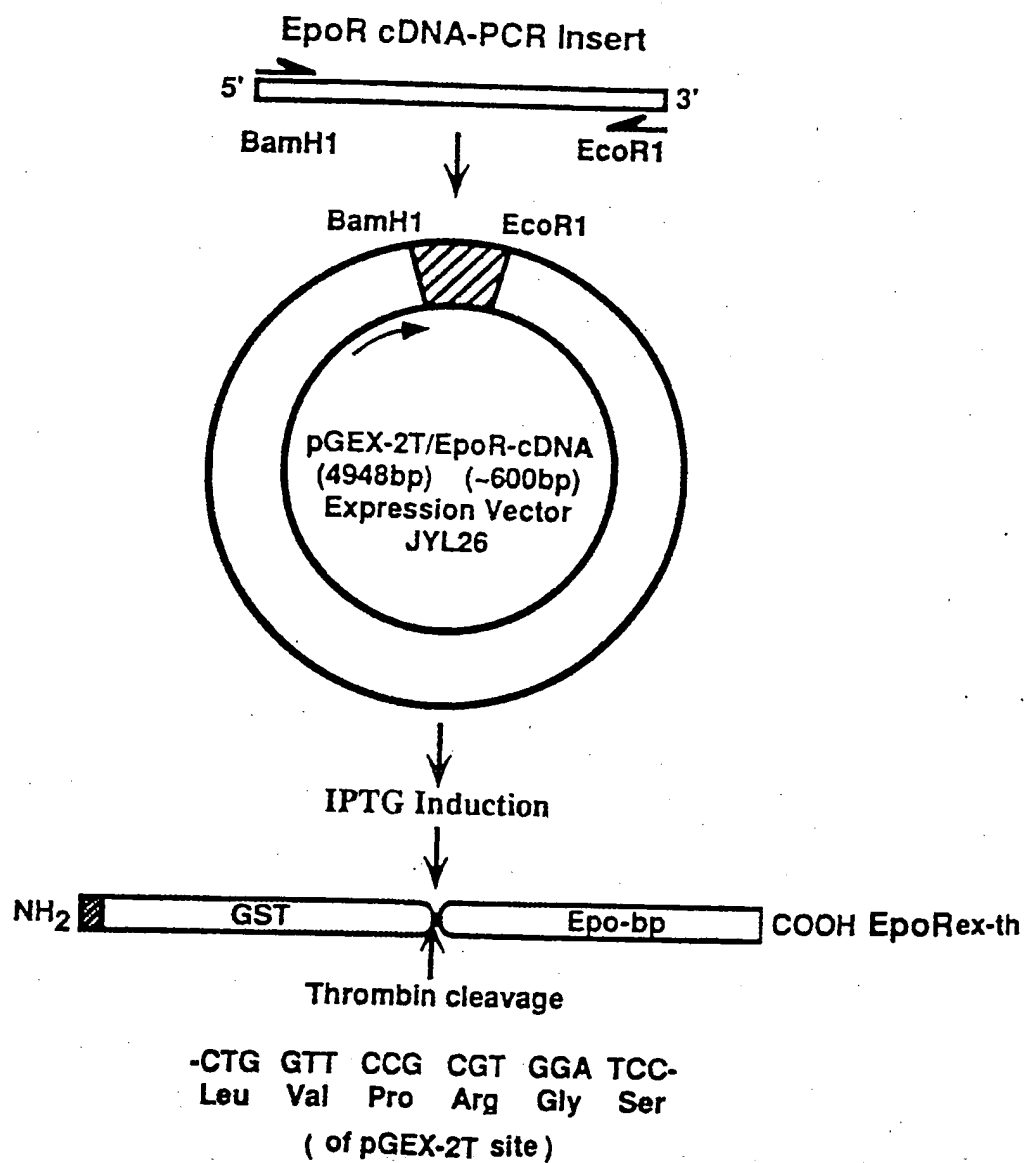 EpoR cDNA-PCR Insert
5' 3'
BamH1 EcoR1
BamH1 EcoR1
pGEX-2T/EpoR-cDNA
(4948bp) (~600bp)
Expression Vector
JYL26
IPTG Induction
NH2 GST Epo-bp COOH EpoRex-th
Thrombin cleavage
-CTG GTT CCG CGT GGA TCC-
Leu Val Pro Arg Gly Ser
( of pGEX-2T site )